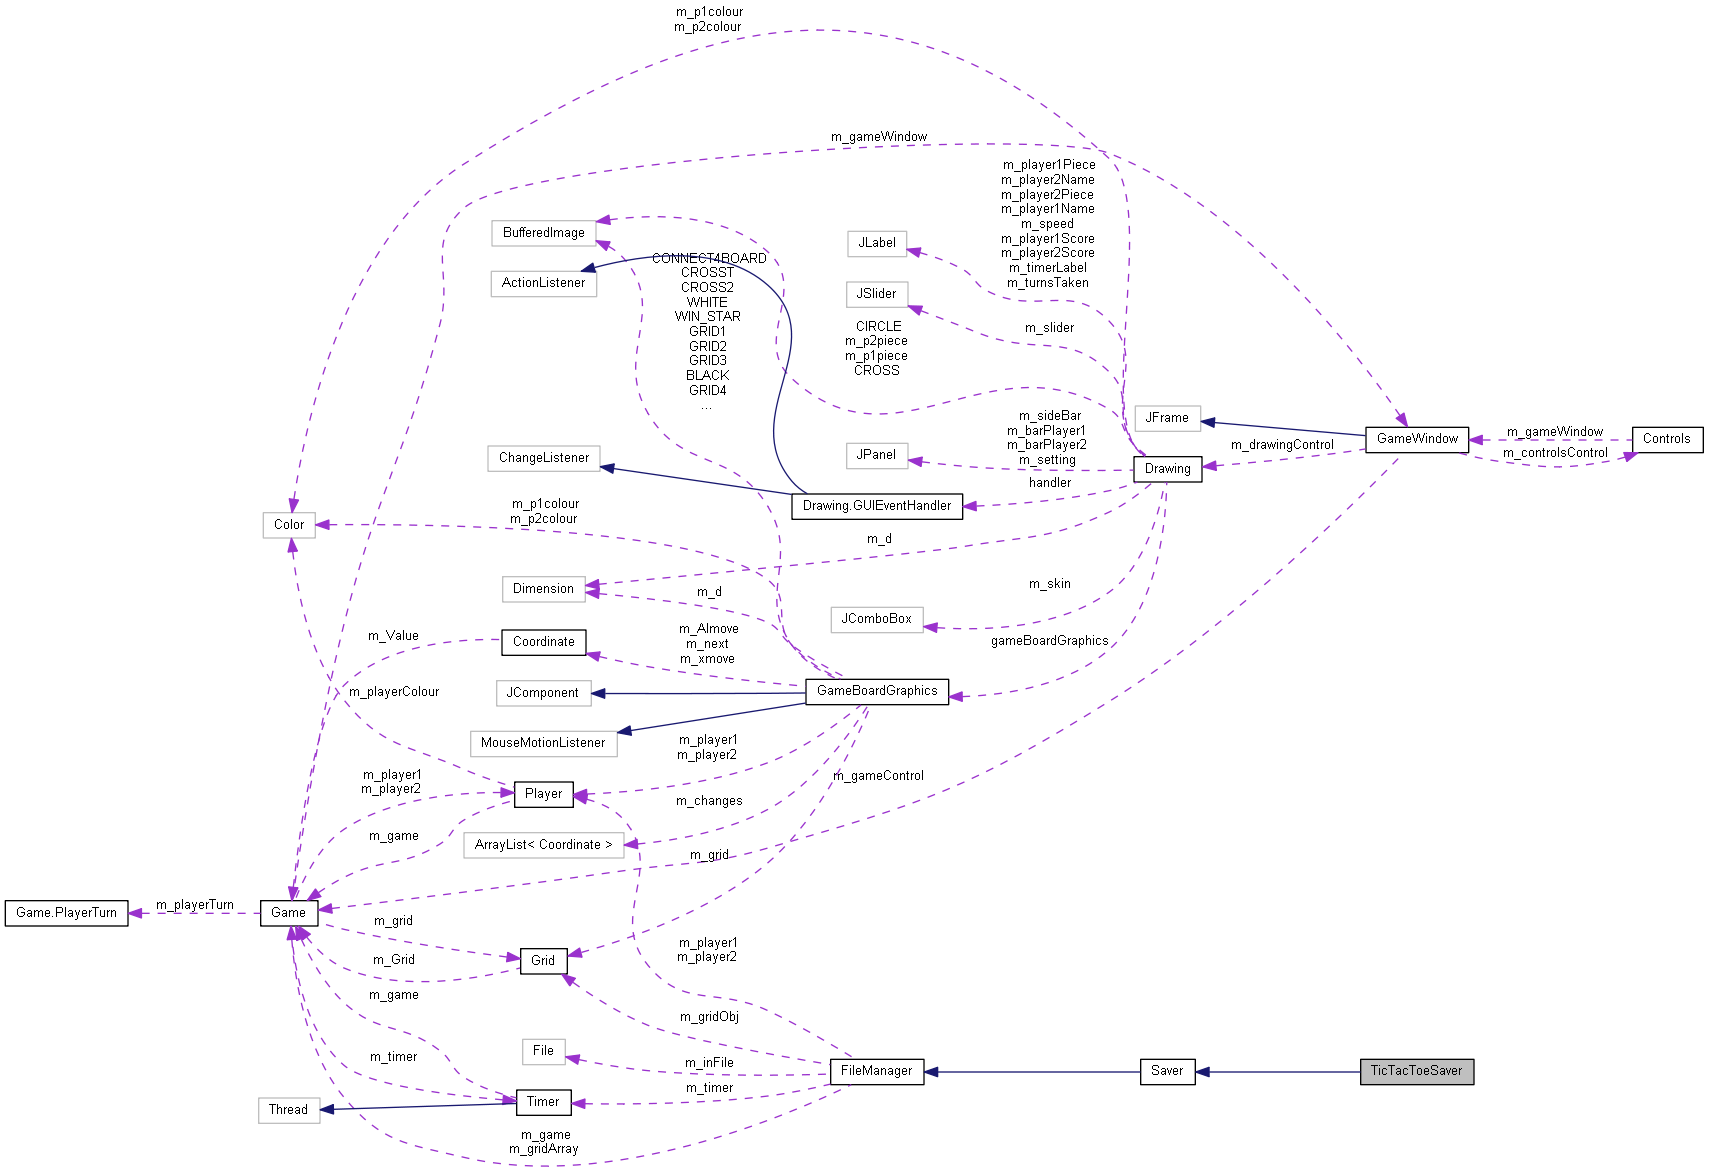 m_p1colour
m_p2colour
m_gameWindow
m_player1Piece
m_player2Name
m_player2Piece
m_player1Name
m_speed
m_player1Score
m_player2Score
m_timerLabel
m_turnsTaken
BufferedImage
JLabel
ActionListener
CONNECT4BOARD
CROSST
CROSS2
WHITE
WIN_STAR
GRID1
GRID2
GRID3
BLACK
GRID4
...
JSlider
m_slider
CIRCLE
m_p2piece
m_p1piece
CROSS
JFrame
m_sideBar
m_barPlayer1
m_barPlayer2
m_setting
GameWindow
m_gameWindow
Controls
m_drawingControl
m_controlsControl
ChangeListener
JPanel
Drawing
handler
Drawing.GUIEventHandler
m_p1colour
m_p2colour
Color
m_d
Dimension
m_d
m_skin
JComboBox
m_Value
Coordinate
m_AImove
m_next
m_xmove
gameBoardGraphics
m_playerColour
JComponent
GameBoardGraphics
MouseMotionListener
m_player1
m_player2
m_player1
m_player2
m_gameControl
Player
m_changes
m_game
ArrayList< Coordinate >
m_grid
Game.PlayerTurn
m_playerTurn
Game
m_grid
m_Grid
Grid
m_player1
m_player2
m_game
m_gridObj
m_timer
File
m_inFile
FileManager
Saver
TicTacToeSaver
m_timer
Thread
Timer
m_game
m_gridArray